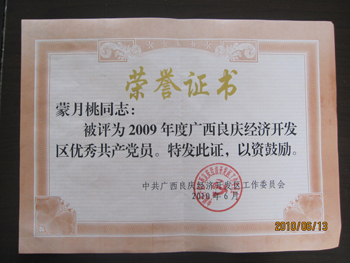 荣誉证书
蒙月桃同志：
被评为2009年度广西良庆经济开发
区优秀共产党员。特发此证，以资鼓励。
中共广西良庆经济开发区工作委员会
2010年6月
2010/06/13